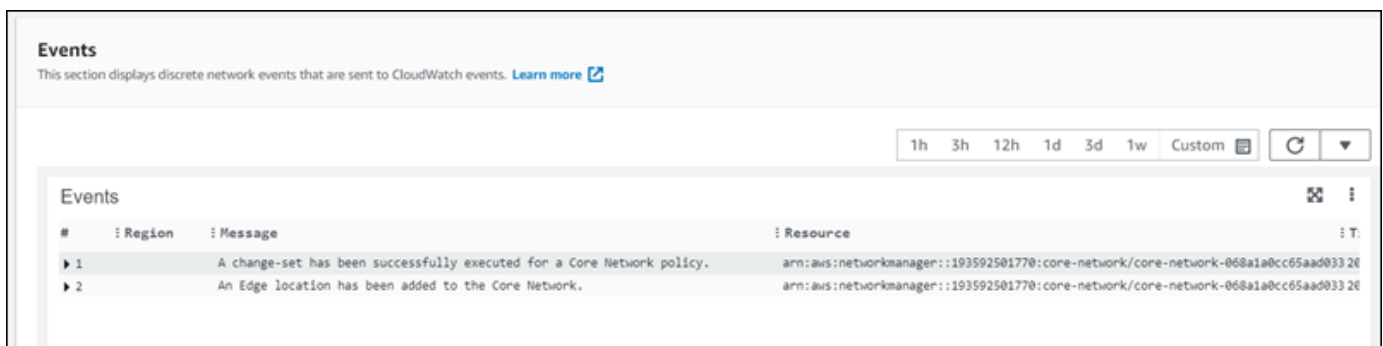 Events
This section displays discrete network events that are sent to CloudWatch events. Learn more
1h 3h 12h 1d 3d 1w Custom
Events
# Region Message Resource T
1 A change-set has been successfully executed for a Core Network policy. arn:aws:networkmanager::193592501770:core-network/core-network-068a1a0cc65aad033 20
2 An Edge location has been added to the Core Network. arn:aws:networkmanager::193592501770:core-network/core-network-068a1a0cc65aad033 20